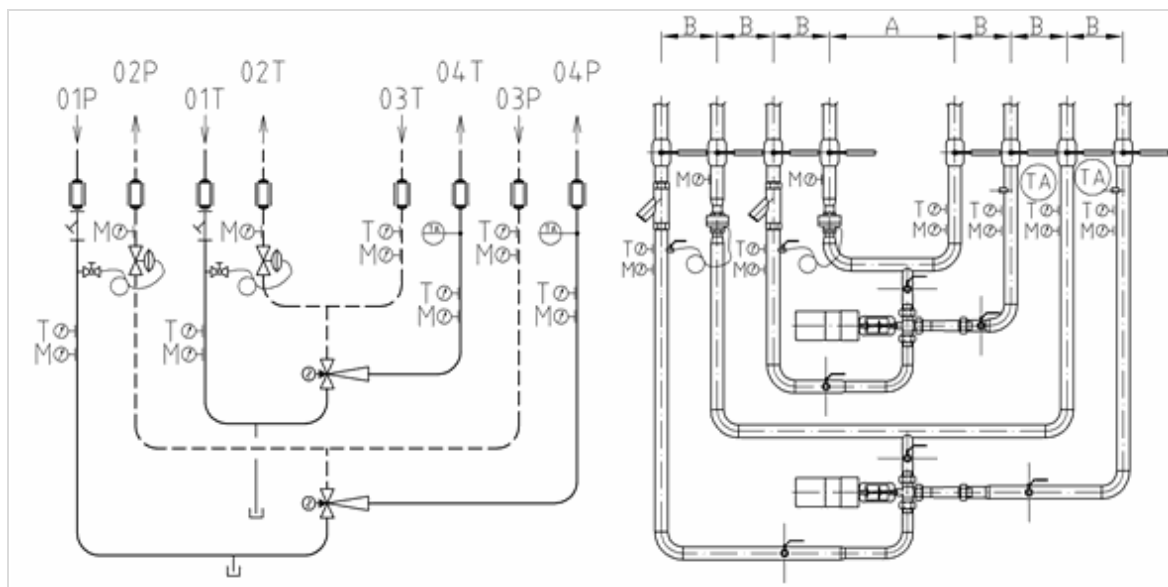 02P 02T 04T 04P
01P 01T 03T 03P
M M T TA T TA
M M
T T
M M
T T
M M
B B B A B B B
M M TA TA
T T T T
M M M M
T T
M M